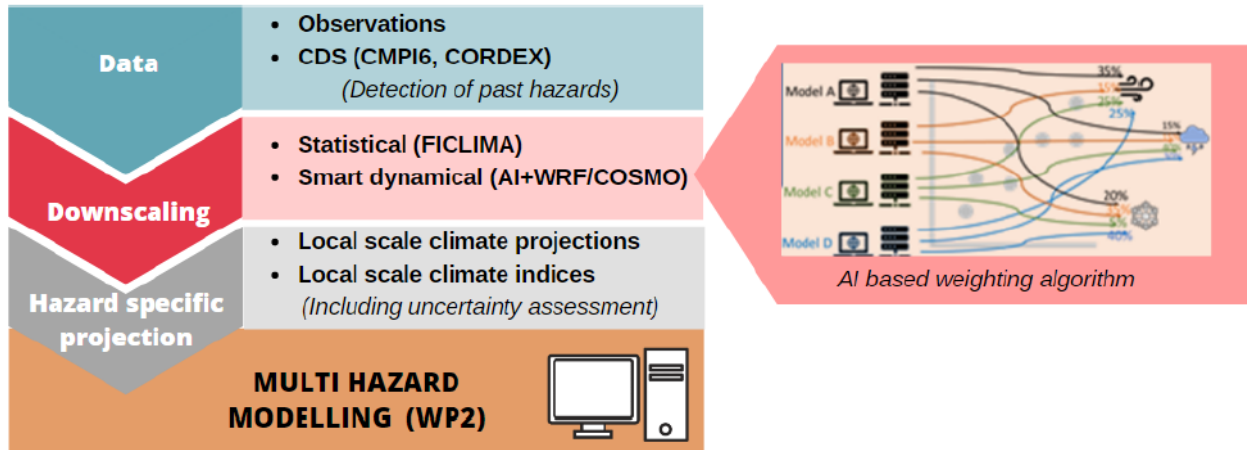 Data
• Observations
• CDS (CMPI6, CORDEX)
(Detection of past hazards)
Downscaling
• Statistical (FICLIMA)
• Smart dynamical (AI+WRF/COSMO)
Hazard specific
projection
• Local scale climate projections
• Local scale climate indices
(Including uncertainty assessment)
MULTI HAZARD
MODELLING (WP2)
Model A
Model B
Model C
Model D
35%
15%
25%
25%
15%
20%
35%
5%
40%
AI based weighting algorithm